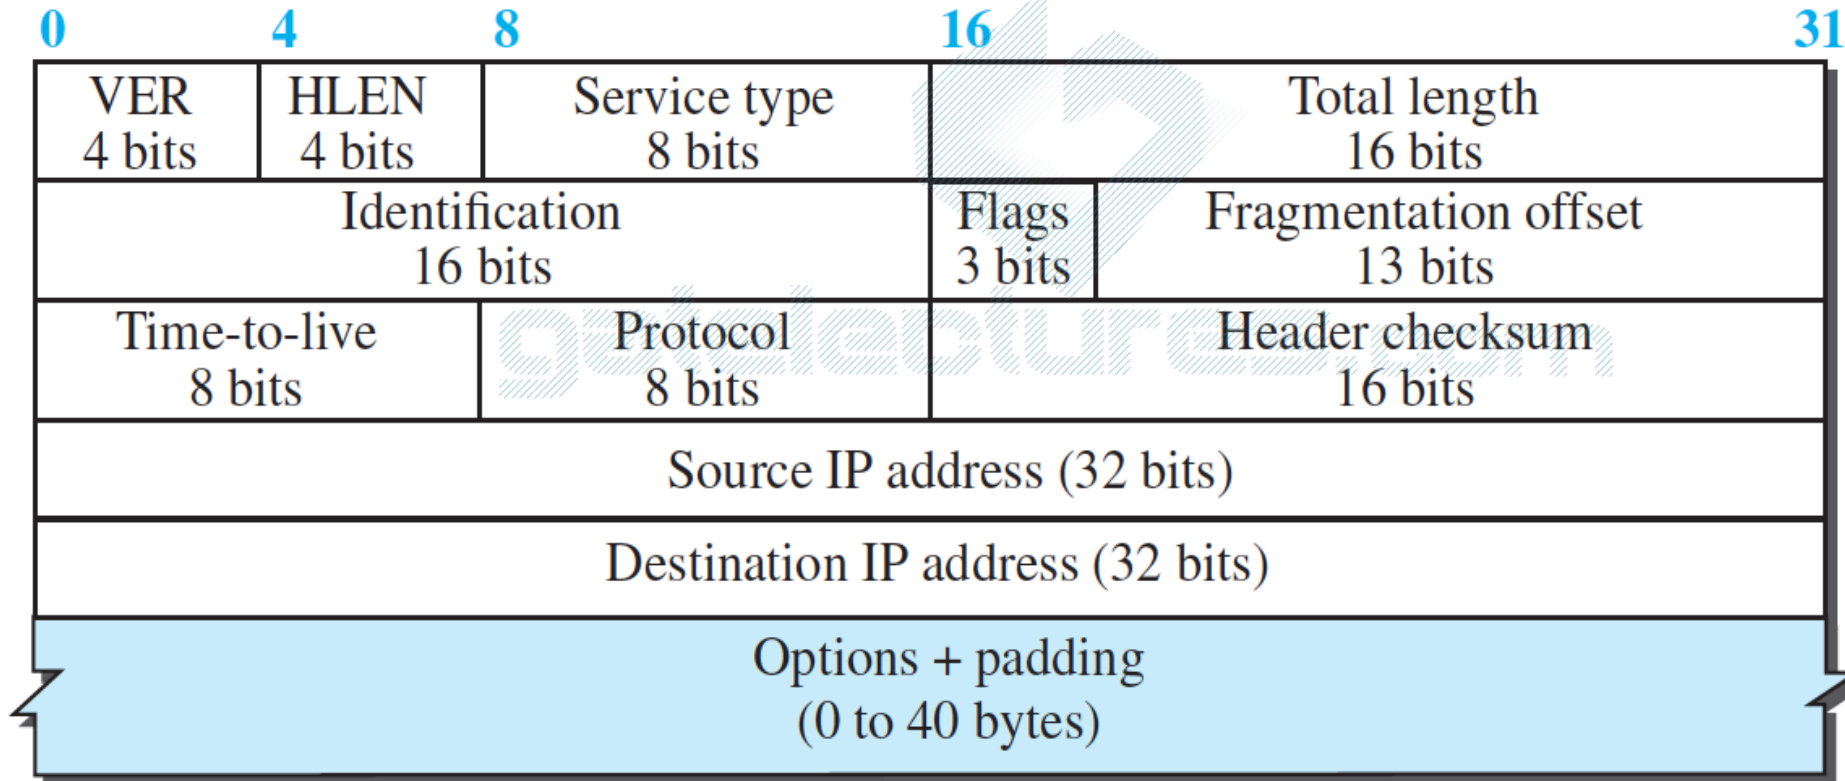 0 4 8 16 31
VER HLEN Service type Total length
4 bits 4 bits 8 bits 16 bits
Identification Flags Fragmentation offset
16 bits 3 bits 13 bits
Time-to-live Protocol Header checksum
8 bits 8 bits 16 bits
gatelectures.com
Source IP address (32 bits)
Destination IP address (32 bits)
Options + padding
(0 to 40 bytes)